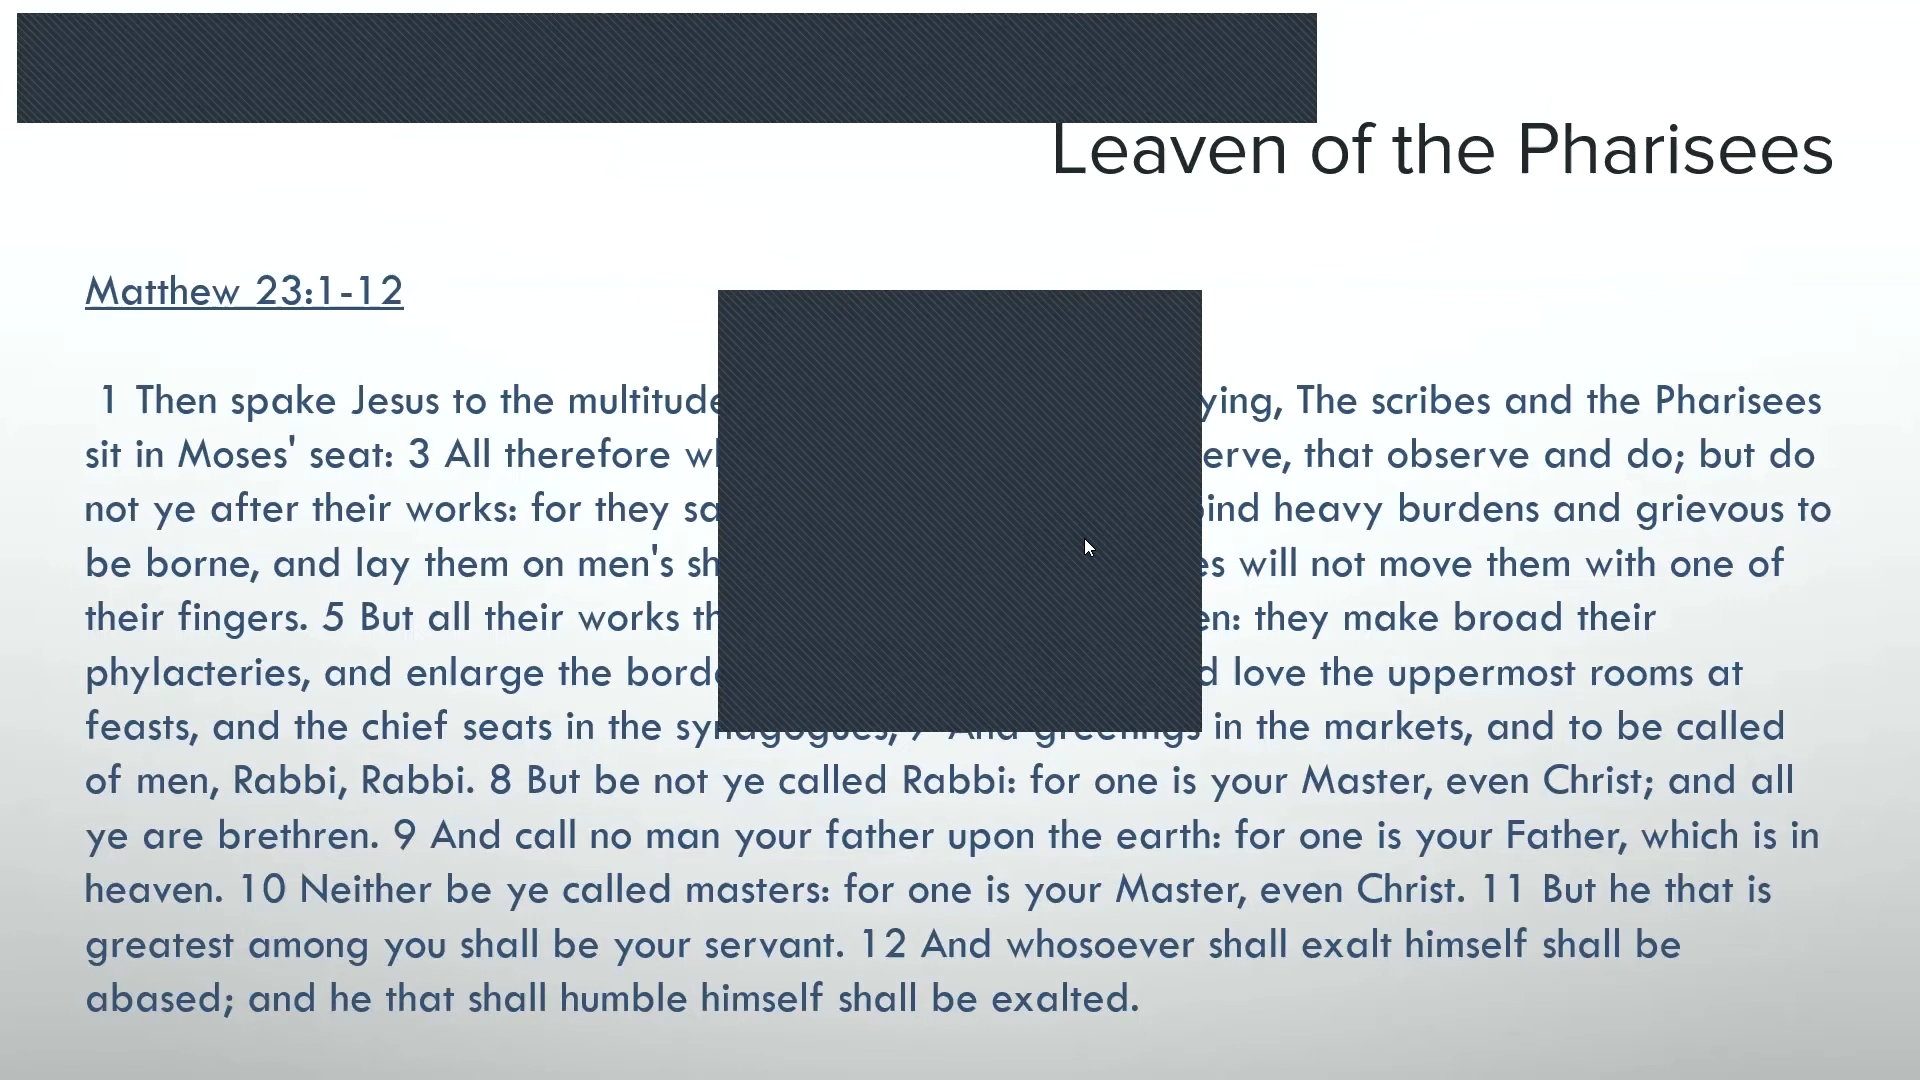 Leaven of the Pharisees
Matthew 23:1-12
1 Then spake Jesus to the multitude The scribes and the Pharisees
sit in Moses' seat: 3 All therefore that observe and do; but do
not ye after their works: for they heavy burdens and grievous to
be borne, and lay them on men's will not move them with one of
their fingers. 5 But all their works they make broad their
phylacteries, and enlarge the love the uppermost rooms at
feasts, and the chief seats in the synagogues, 7 And greetings in the markets, and to be called
of men, Rabbi, Rabbi. 8 But be not ye called Rabbi: for one is your Master, even Christ; and all
ye are brethren. 9 And call no man your father upon the earth: for one is your Father, which is in
heaven. 10 Neither be ye called masters: for one is your Master, even Christ. 11 But he that is
greatest among you shall be your servant. 12 And whosoever shall exalt himself shall be
abased; and he that shall humble himself shall be exalted.